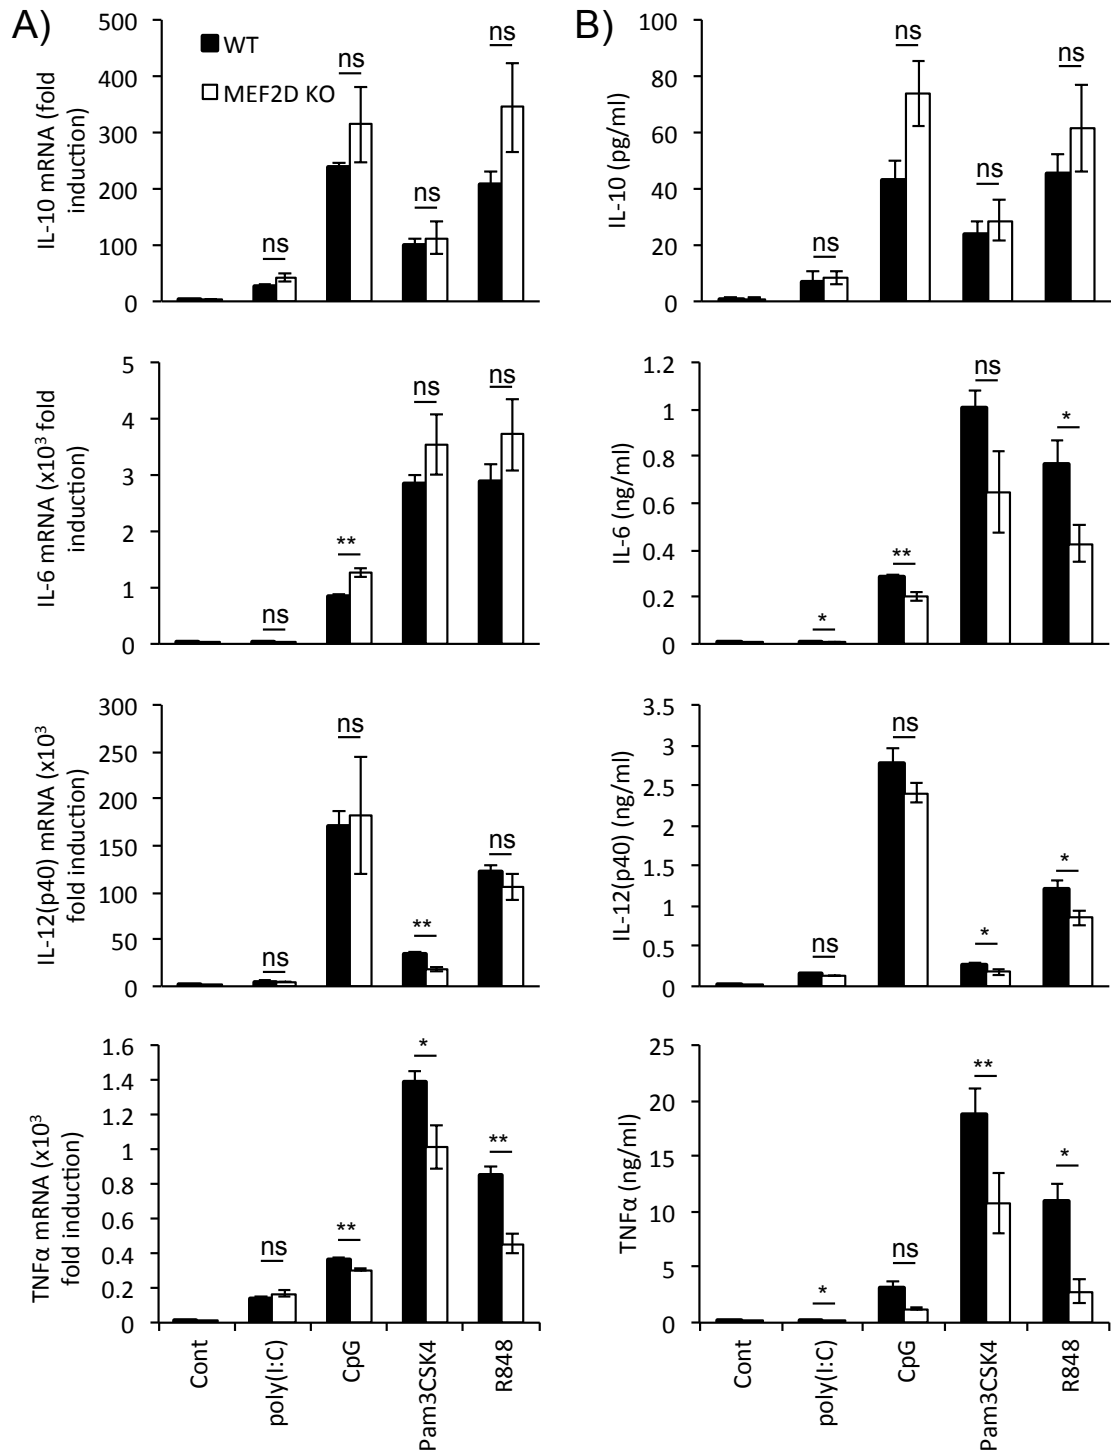 A)
WT
MEF2D KO
IL-10 mRNA (fold
induction)
500
400
300
200
100
0
ns
ns
ns
ns
B)
IL-10 (pg/ml)
100
80
60
40
20
0
ns
ns
ns
ns
IL-6 mRNA (x10³ fold
induction)
5
4
3
2
1
0
ns
**
ns
ns
IL-6 (ng/ml)
1.2
1
0.8
0.6
0.4
0.2
0
*
**
ns
*
IL-12(p40) mRNA (x10³
fold induction)
300
250
200
150
100
50
0
ns
ns
**
ns
IL-12(p40) (ng/ml)
3.5
3
2.5
2
1.5
1
0.5
0
ns
ns
*
*
TNFα mRNA (x10³
fold induction)
1.6
1.4
1.2
1
0.8
0.6
0.4
0.2
0
ns
**
*
**
Cont
poly(I:C)
CpG
Pam3CSK4
R848
TNFα (ng/ml)
25
20
15
10
5
0
*
ns
**
*
Cont
poly(I:C)
CpG
Pam3CSK4
R848